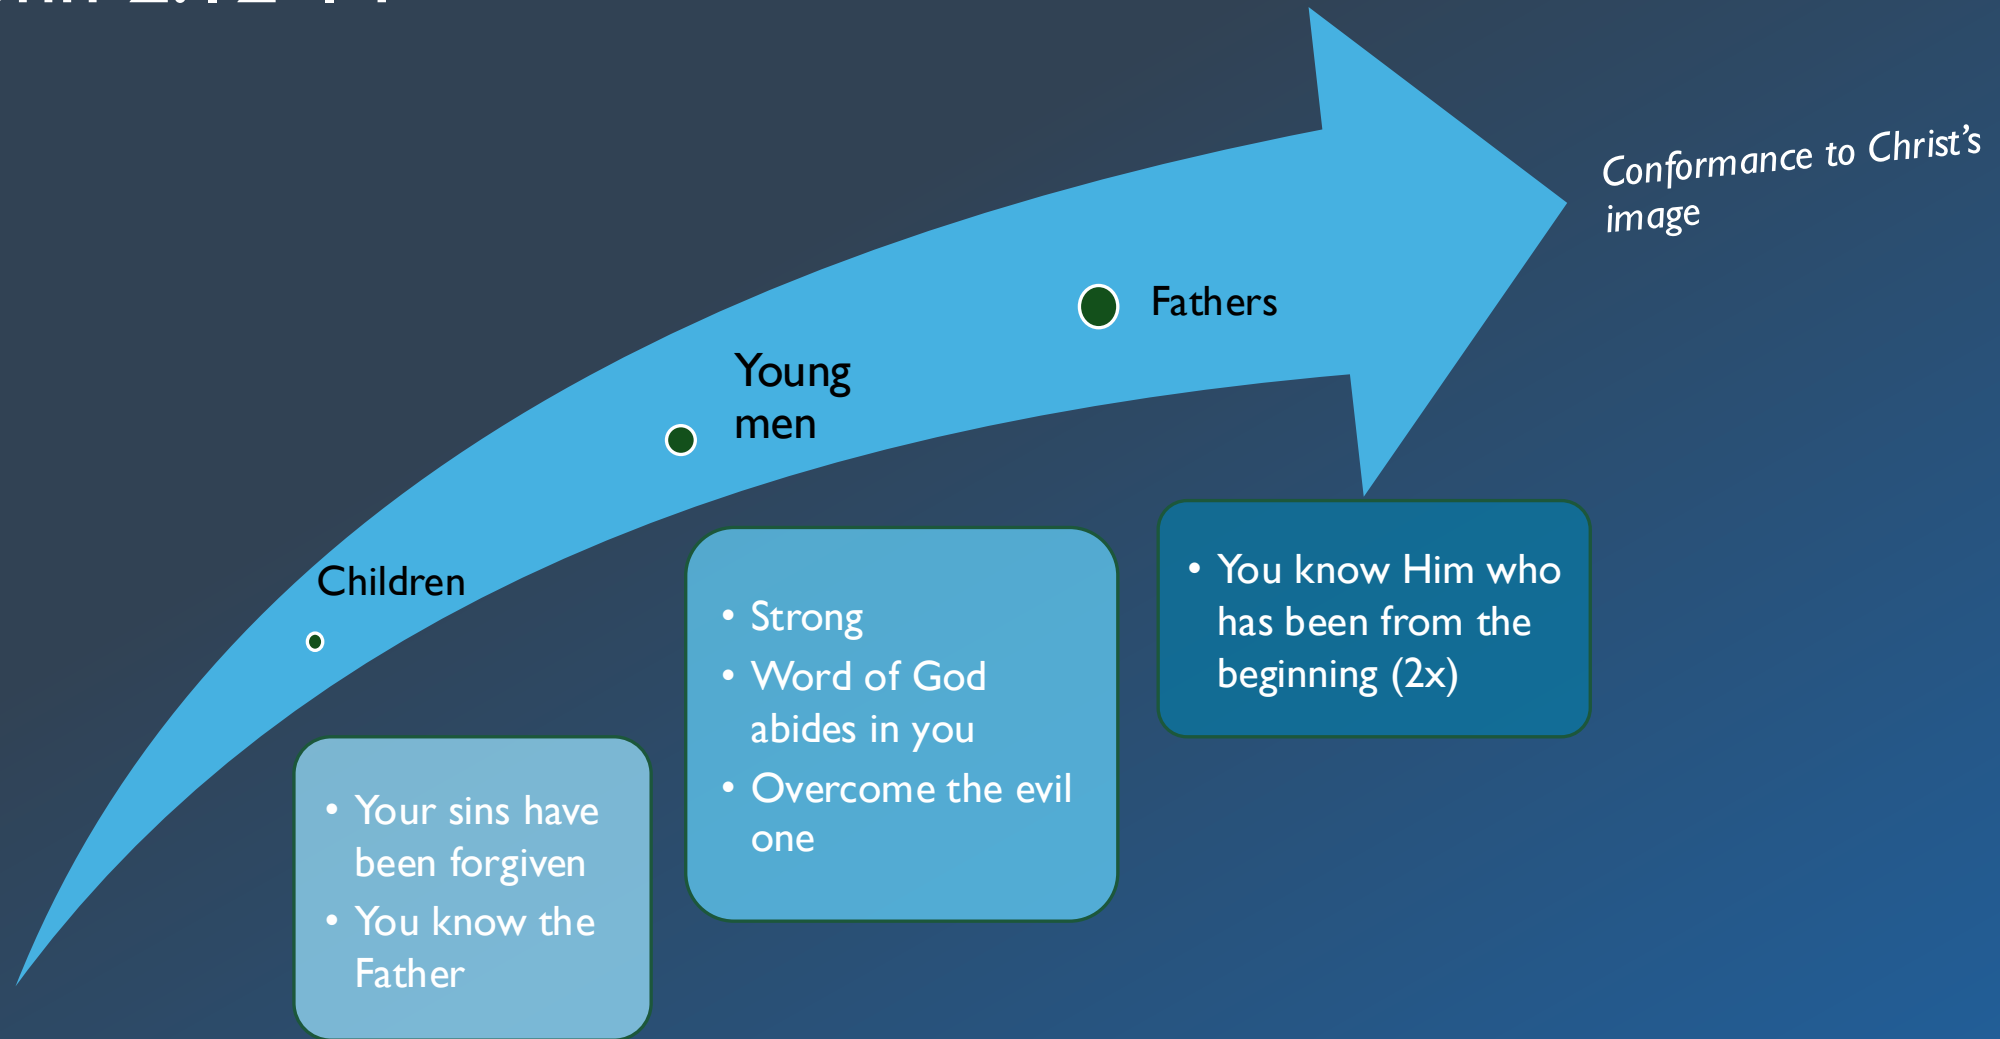 Conformance to Christ's
image
Fathers
Young
men
Children
• You know Him who
has been from the
beginning (2x)
• Strong
• Word of God
abides in you
• Overcome the evil
one
• Your sins have
been forgiven
• You know the
Father